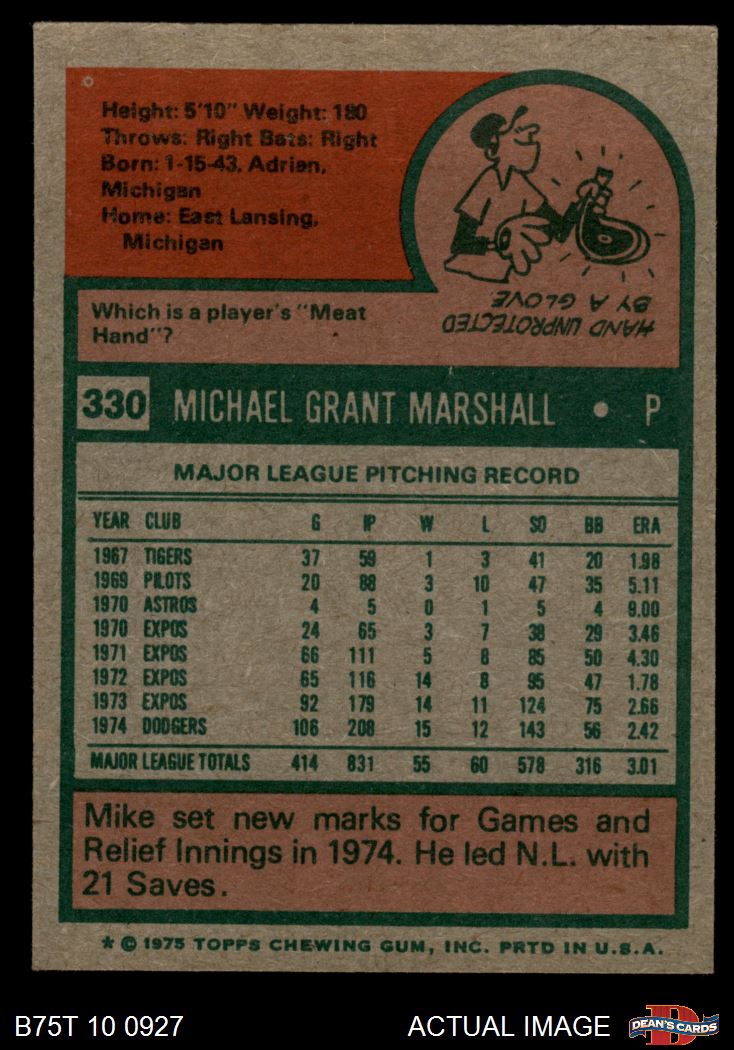 Height: 5'10" Weight: 180
Throws: Right Bats: Right
Born: 1-15-43, Adrian,
Michigan
Home: East Lansing,
Michigan
Which is a player's "Meat
Hand"?
HAND UNPROTECTED
BY A GLOVE
330 MICHAEL GRANT MARSHALL • P
MAJOR LEAGUE PITCHING RECORD
YEAR CLUB G IP W L SO BB ERA
1967 TIGERS 37 59 1 3 41 20 1.98
1969 PILOTS 20 88 3 10 47 35 5.11
1970 ASTROS 4 5 0 1 5 4 9.00
1970 EXPOS 24 65 3 7 38 29 3.46
1971 EXPOS 66 111 5 8 85 50 4.30
1972 EXPOS 65 116 14 8 95 47 1.78
1973 EXPOS 92 179 14 11 124 75 2.66
1974 DODGERS 106 208 15 12 143 56 2.42
MAJOR LEAGUE TOTALS 414 831 55 60 578 316 3.01
Mike set new marks for Games and
Relief Innings in 1974. He led N.L. with
21 Saves.
* © 1975 TOPPS CHEWING GUM, INC. PRTD IN U.S.A.
B75T 10 0927 ACTUAL IMAGE DEAN'S CARDS